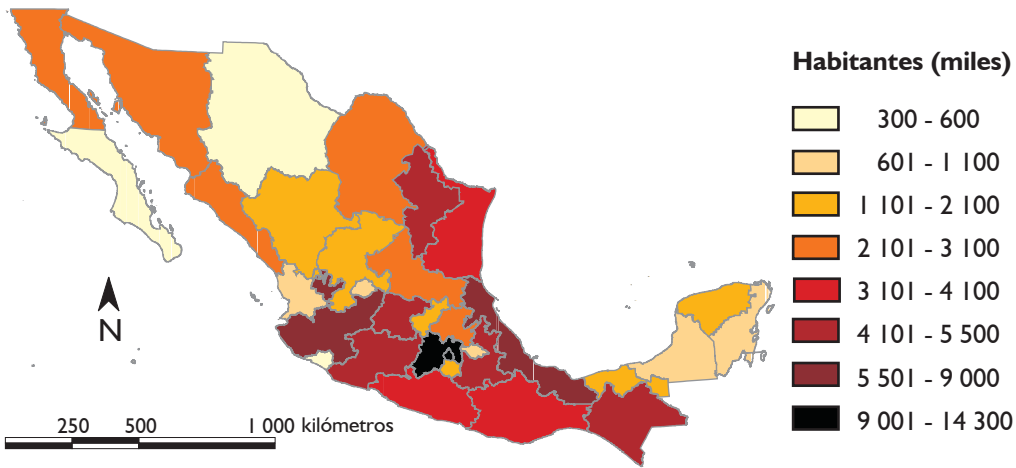 Habitantes (miles)
300 - 600
601 - 1 100
1 101 - 2 100
2 101 - 3 100
3 101 - 4 100
4 101 - 5 500
5 501 - 9 000
9 001 - 14 300
N
250 500 1 000 kilómetros